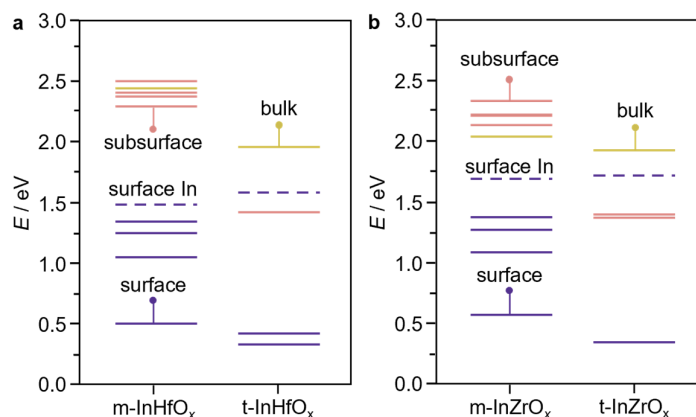 a
E / eV
3.0
2.5
2.0
1.5
1.0
0.5
0.0
subsurface
bulk
surface In
surface
m-InHfOx
t-InHfOx
b
E / eV
3.0
2.5
2.0
1.5
1.0
0.5
0.0
subsurface
bulk
surface In
surface
m-InZrOx
t-InZrOx